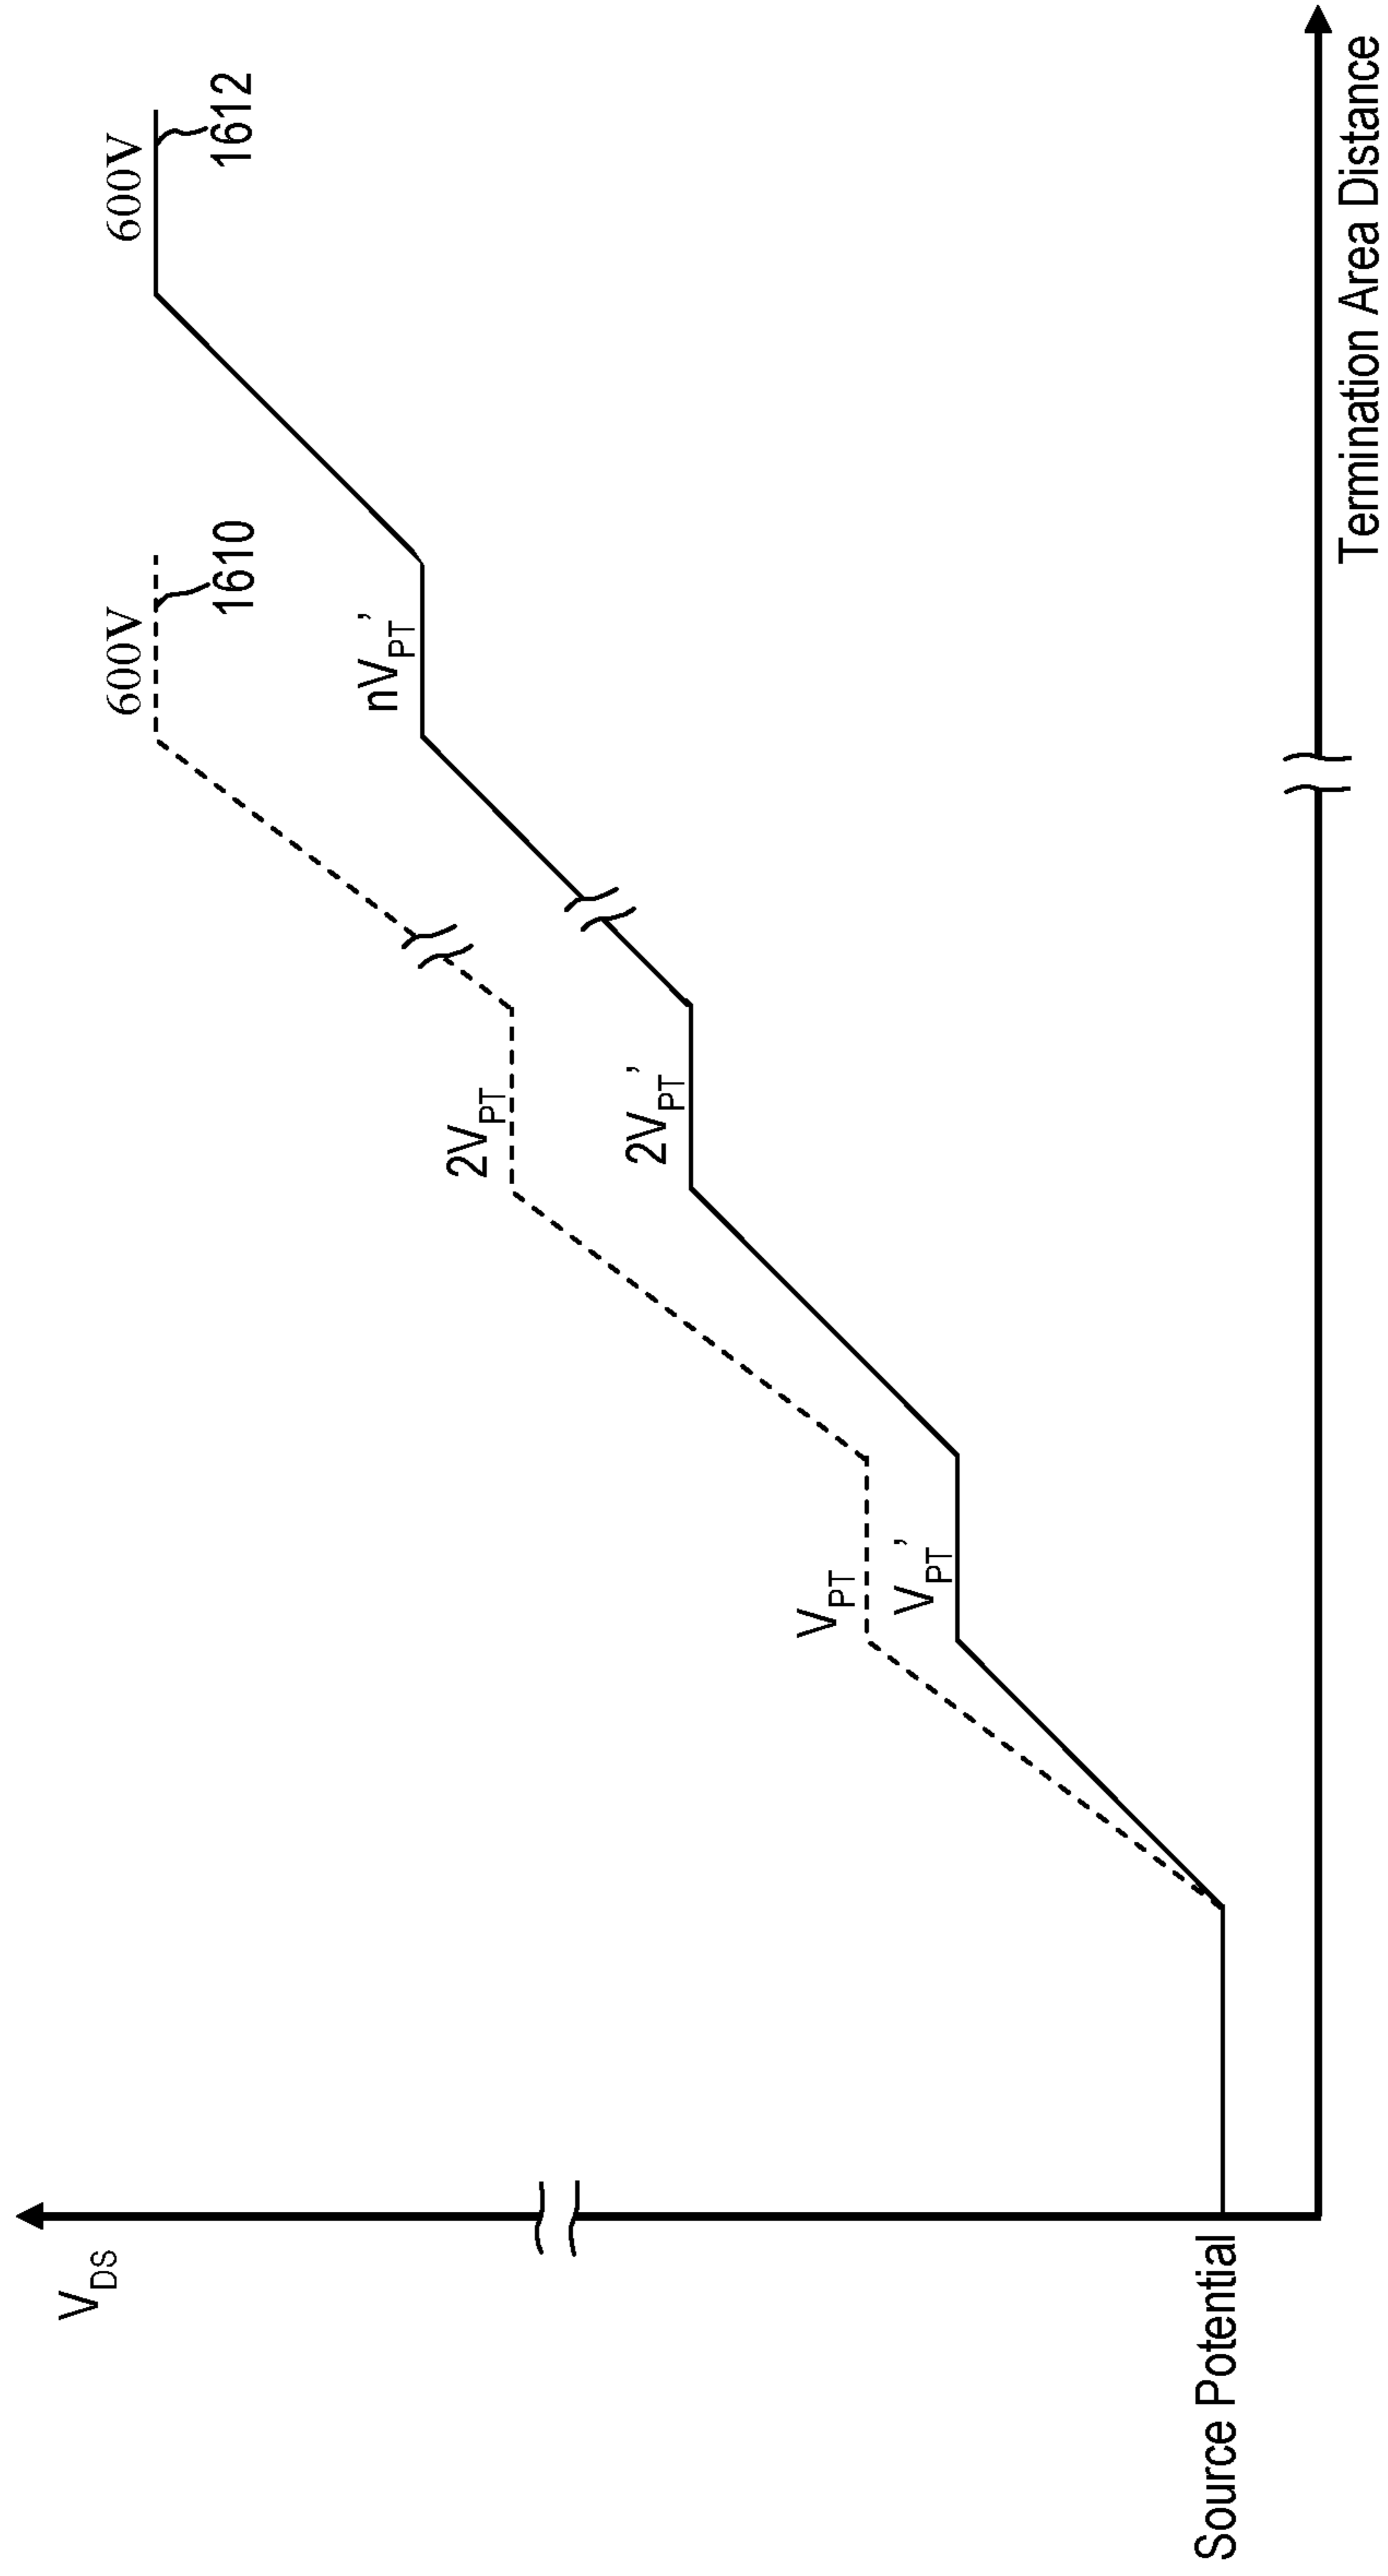 V_DS
600V
1612
600V
1610
nV_PT'
2V_PT
2V_PT'
V_PT
V_PT'
Source Potential
Termination Area Distance